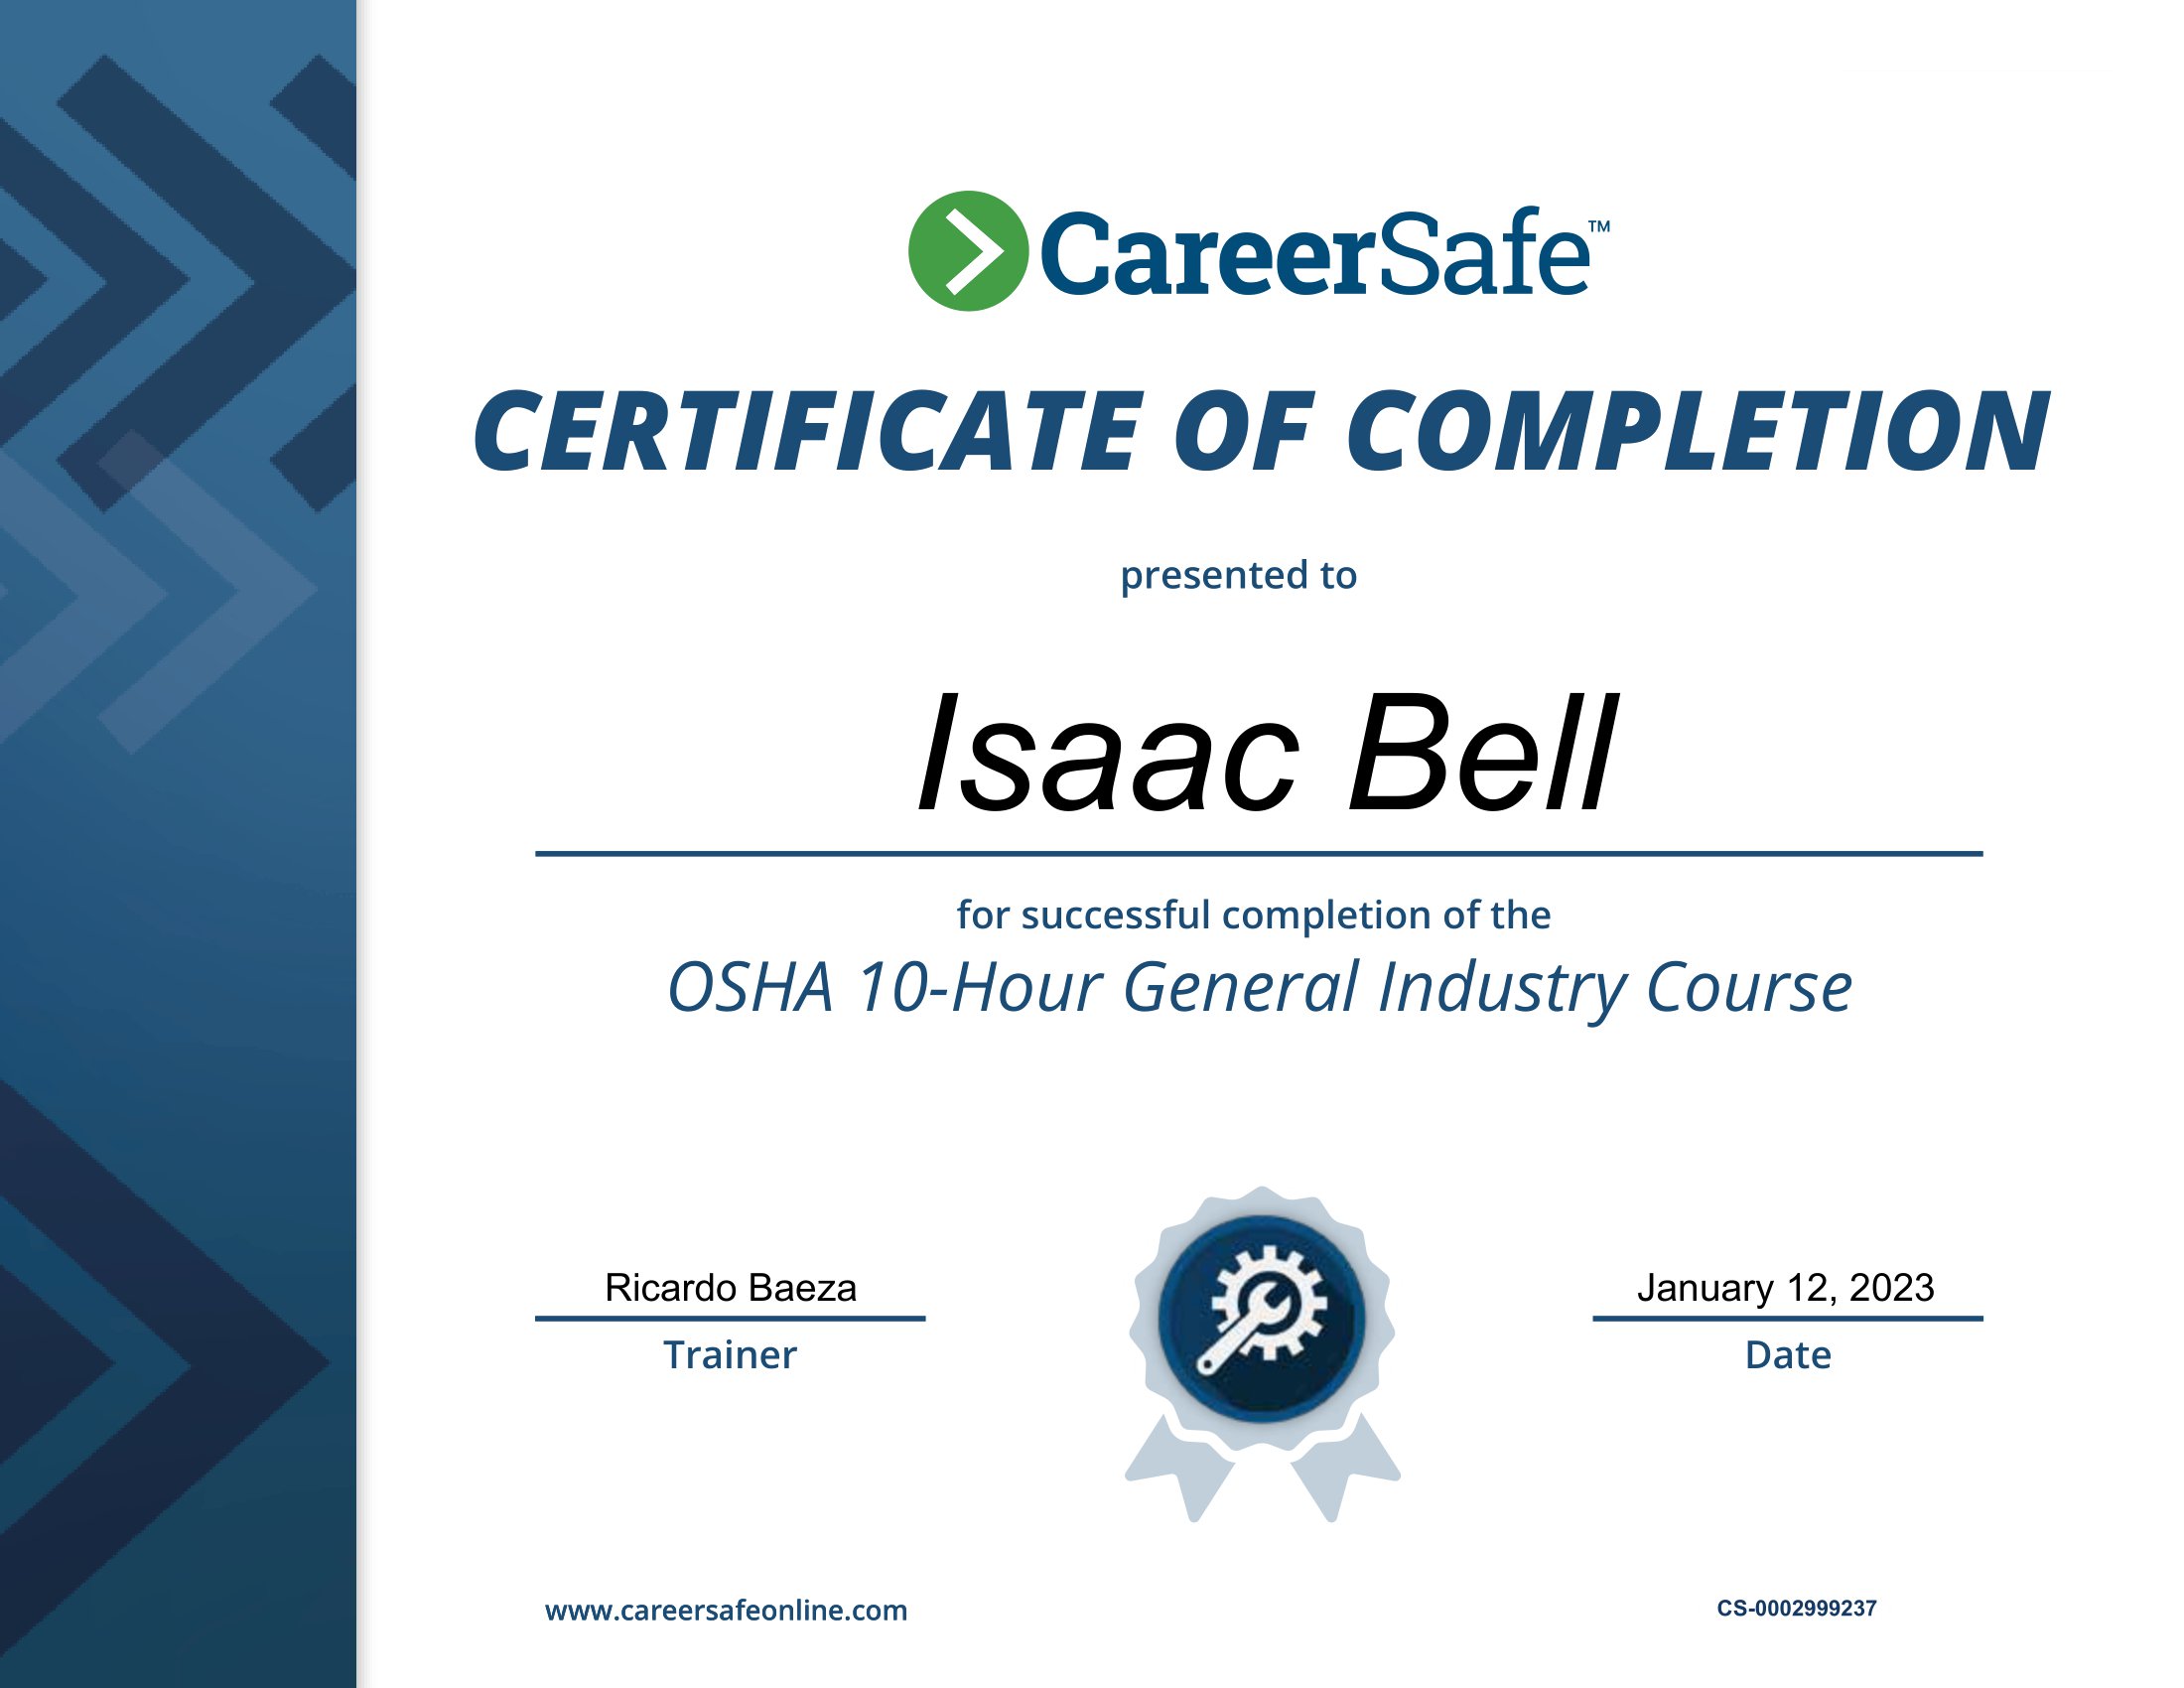 CareerSafe™
CERTIFICATE OF COMPLETION
presented to
Isaac Bell
for successful completion of the
OSHA 10-Hour General Industry Course
Ricardo Baeza
Trainer
January 12, 2023
Date
www.careersafeonline.com
CS-0002999237